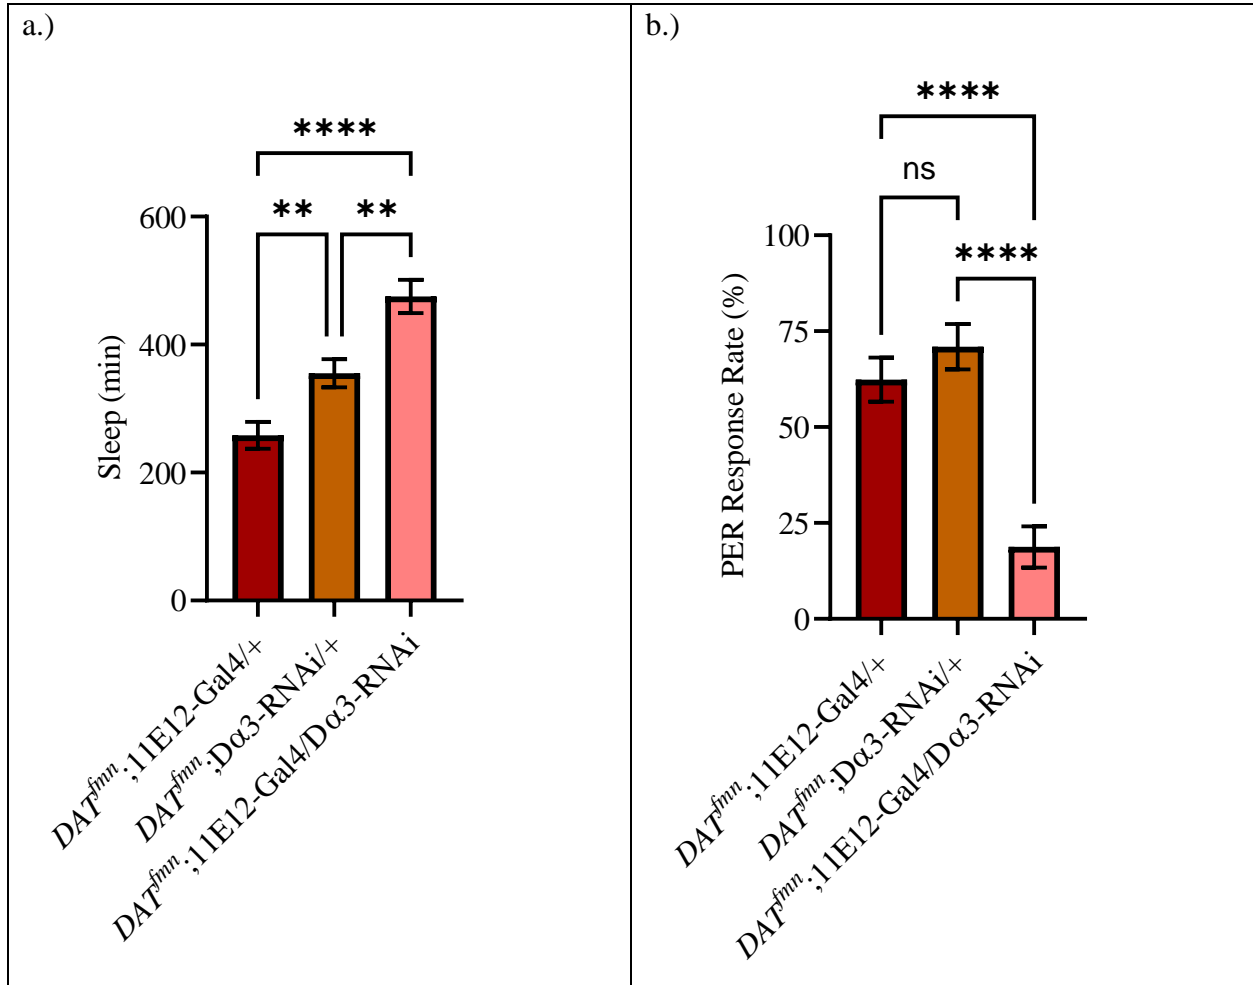 a.)
****
** **
600
400
200
0
Sleep (min)
DATfmn;11E12-Gal4/+
DATfmn;Dα3-RNAi/+
DATfmn;11E12-Gal4/Dα3-RNAi
b.)
****
ns
****
100
75
50
25
0
PER Response Rate (%)
DATfmn;11E12-Gal4/+
DATfmn;Dα3-RNAi/+
DATfmn;11E12-Gal4/Dα3-RNAi